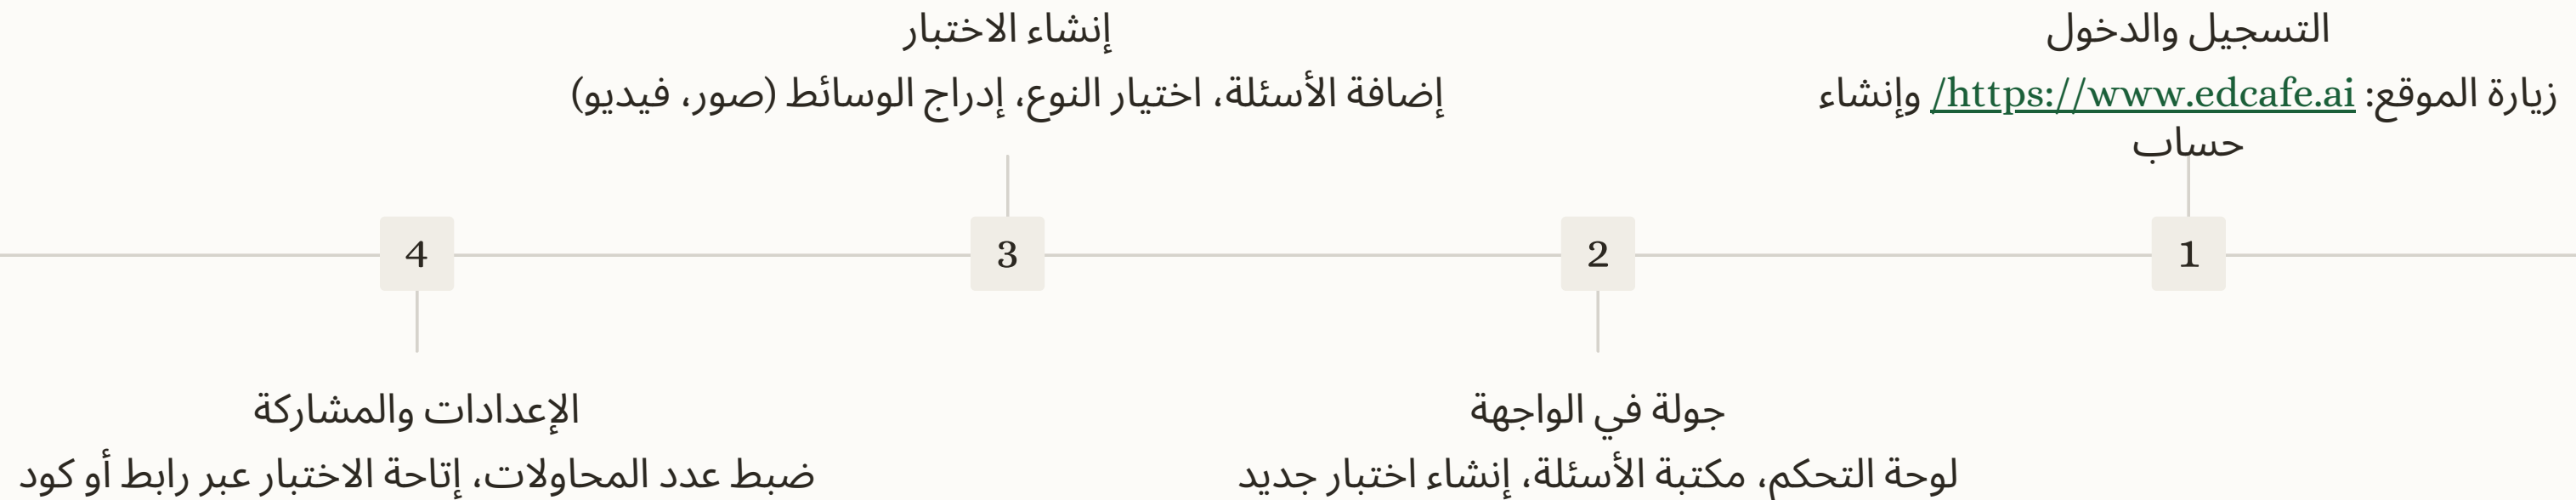 التسجيل والدخول
زيارة الموقع: https://www.edcafe.ai/ وإنشاء
حساب
1
2
جولة في الواجهة
لوحة التحكم، مكتبة الأسئلة، إنشاء اختبار جديد
إنشاء الاختبار
إضافة الأسئلة، اختيار النوع، إدراج الوسائط (صور، فيديو)
3
4
الإعدادات والمشاركة
ضبط عدد المحاولات، إتاحة الاختبار عبر رابط أو كود